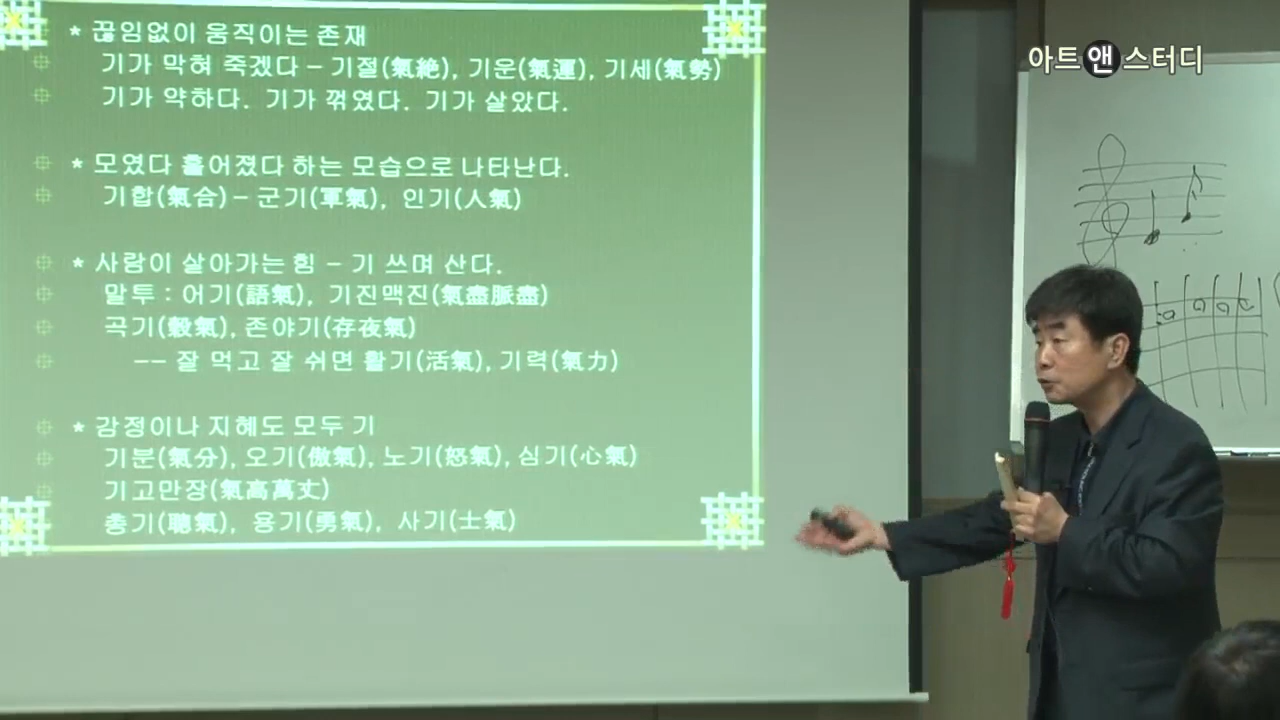 * 끊임없이 움직이는 존재
기가 막혀 죽겠다 – 기절(氣絶), 기운(氣運), 기세(氣勢)
기가 약하다. 기가 꺾였다. 기가 살았다.
* 모였다 흩어졌다 하는 모습으로 나타난다.
기합(氣合) – 군기(軍氣), 인기(人氣)
* 사람이 살아가는 힘 – 기 쓰며 산다.
말투 : 어기(語氣), 기진맥진(氣盡脈盡)
곡기(穀氣), 존야기(存夜氣)
–– 잘 먹고 잘 쉬면 활기(活氣), 기력(氣力)
* 감정이나 지혜도 모두 기
기분(氣分), 오기(傲氣), 노기(怒氣), 심기(心氣)
기고만장(氣高萬丈)
총기(聰氣), 용기(勇氣), 사기(士氣)
아트앤스터디